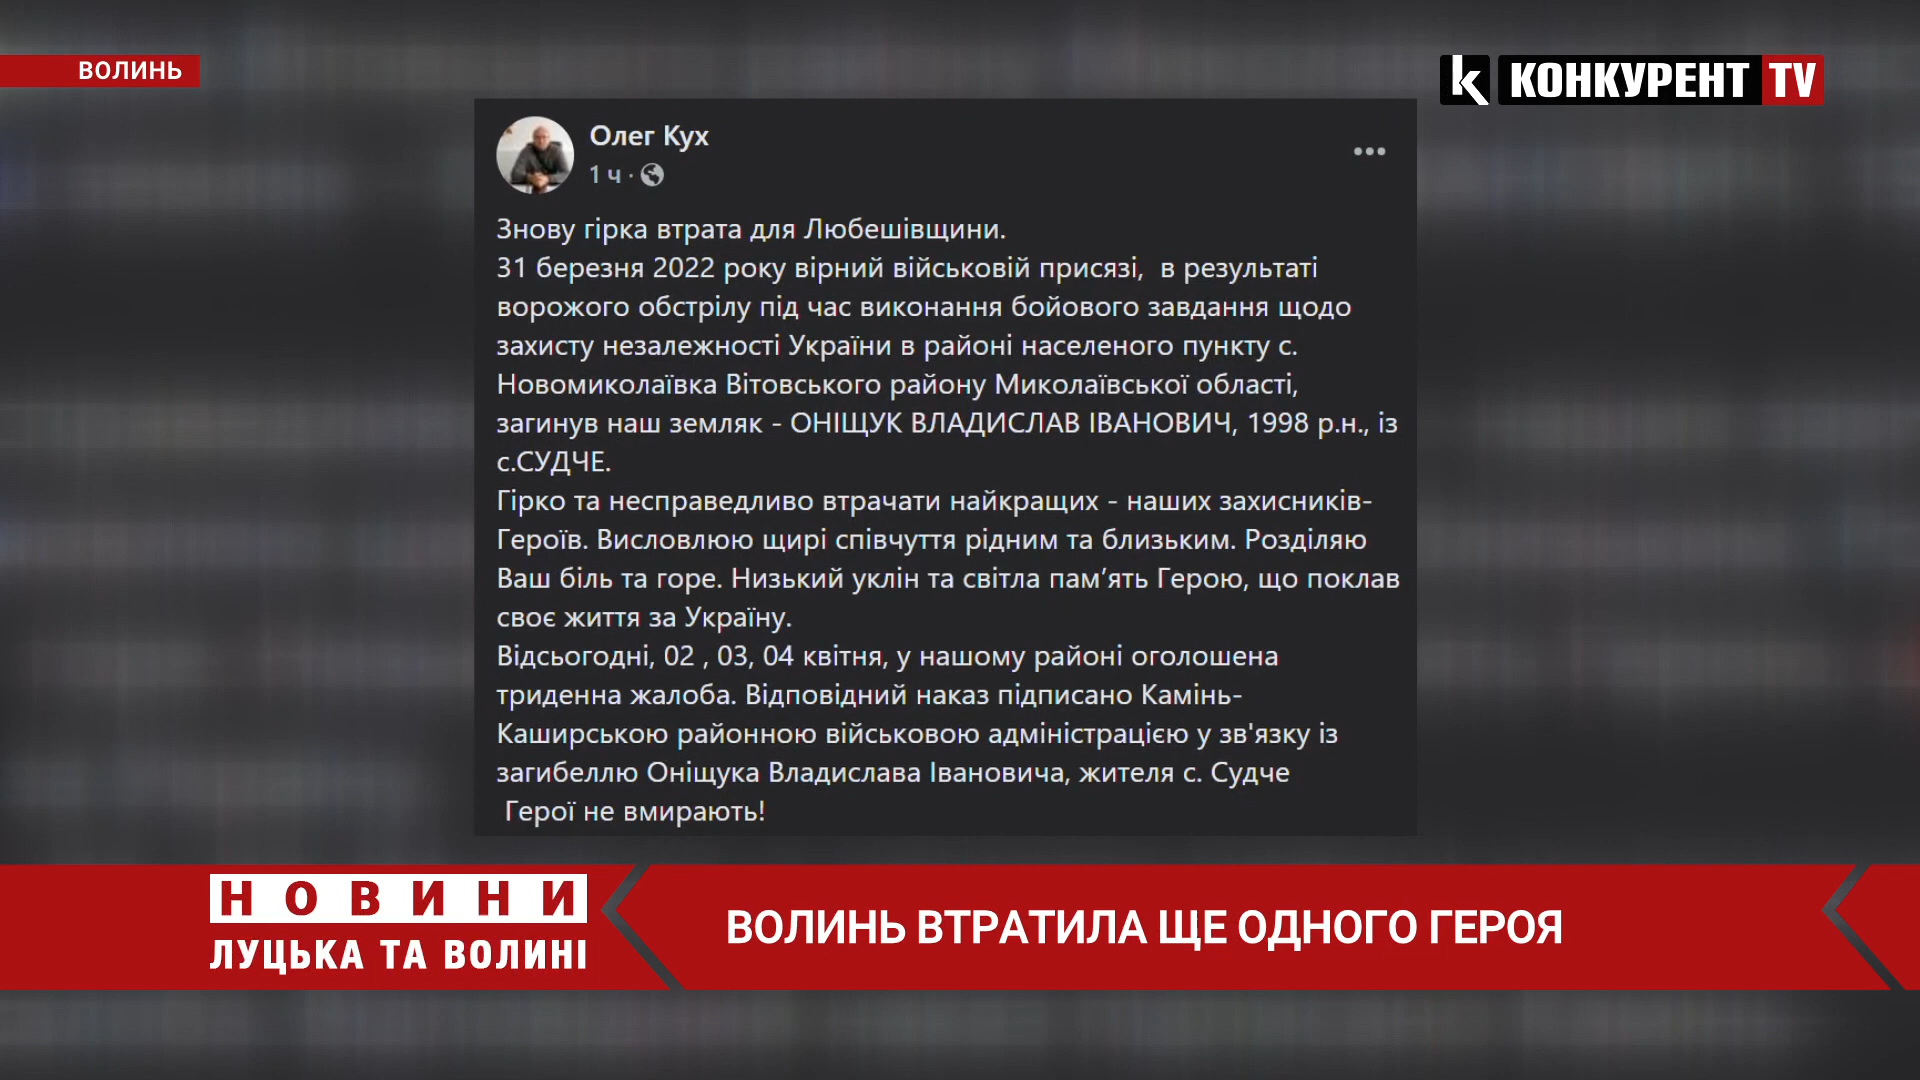 ВОЛИНЬ
КОНКУРЕНТ TV
Олег Кух
1 ч ·
Знову гірка втрата для Любешівщини.
31 березня 2022 року вірний військовій присязі,  в результаті
ворожого обстрілу під час виконання бойового завдання щодо
захисту незалежності України в районі населеного пункту с.
Новомиколаївка Вітовського району Миколаївської області,
загинув наш земляк - ОНІЩУК ВЛАДИСЛАВ ІВАНОВИЧ, 1998 р.н., із
с.СУДЧЕ.
Гірко та несправедливо втрачати найкращих - наших захисників-
Героїв. Висловлюю щирі співчуття рідним та близьким. Розділяю
Ваш біль та горе. Низький уклін та світла пам’ять Герою, що поклав
своє життя за Україну.
Відсьогодні, 02 , 03, 04 квітня, у нашому районі оголошена
триденна жалоба. Відповідний наказ підписано Камінь-
Каширською районною військовою адміністрацією у зв'язку із
загибеллю Оніщука Владислава Івановича, жителя с. Судче
Герої не вмирають!
НОВИНИ
ЛУЦЬКА ТА ВОЛИНІ
ВОЛИНЬ ВТРАТИЛА ЩЕ ОДНОГО ГЕРОЯ